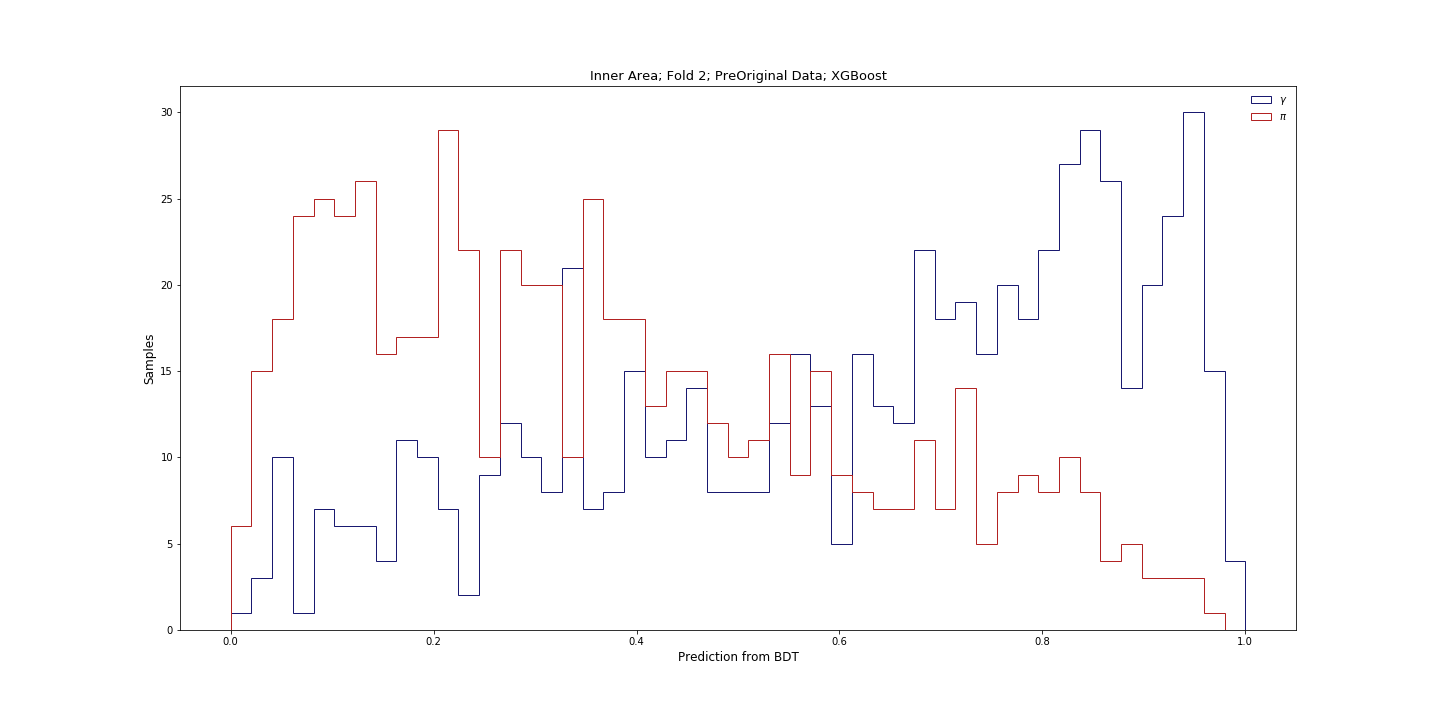 Inner Area; Fold 2; PreOriginal Data; XGBoost
γ
π
30
25
20
15
10
5
0
Samples
0.0 0.2 0.4 0.6 0.8 1.0
Prediction from BDT